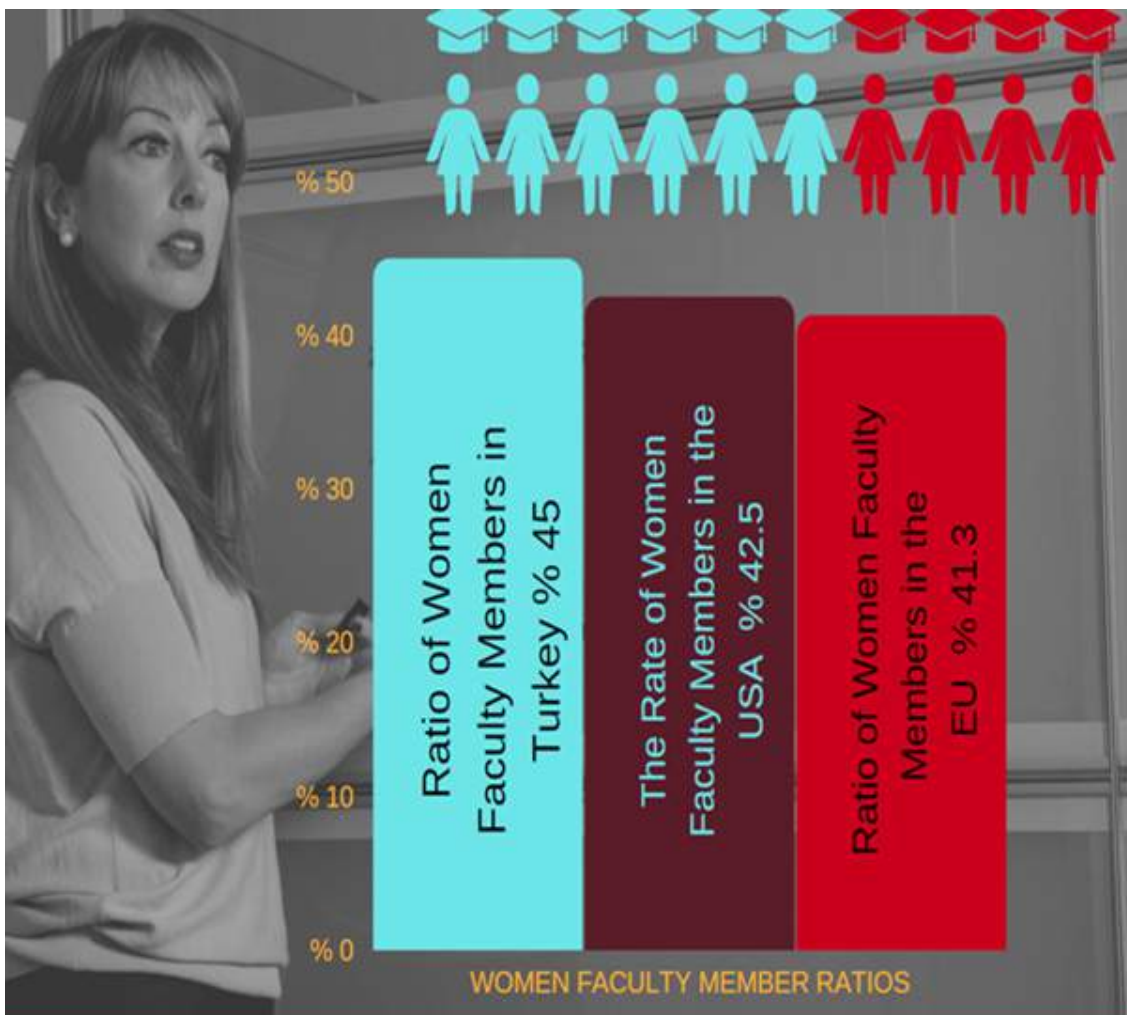 % 50
% 40
% 30
% 20
% 10
% 0
Ratio of Women
Faculty Members in
Turkey % 45
The Rate of Women
Faculty Members in the
USA % 42.5
Ratio of Women Faculty
Members in the
EU % 41.3
WOMEN FACULTY MEMBER RATIOS